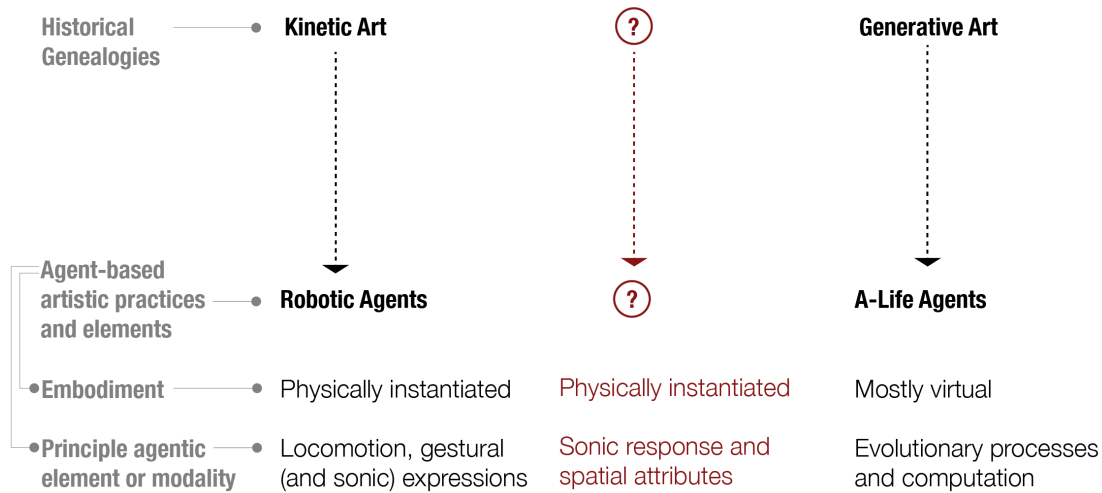 Historical
Genealogies
Kinetic Art
?
Generative Art
Agent-based
artistic practices
and elements
Robotic Agents
?
A-Life Agents
Embodiment
Physically instantiated
Physically instantiated
Mostly virtual
Principle agentic
element or modality
Locomotion, gestural
(and sonic) expressions
Sonic response and
spatial attributes
Evolutionary processes
and computation